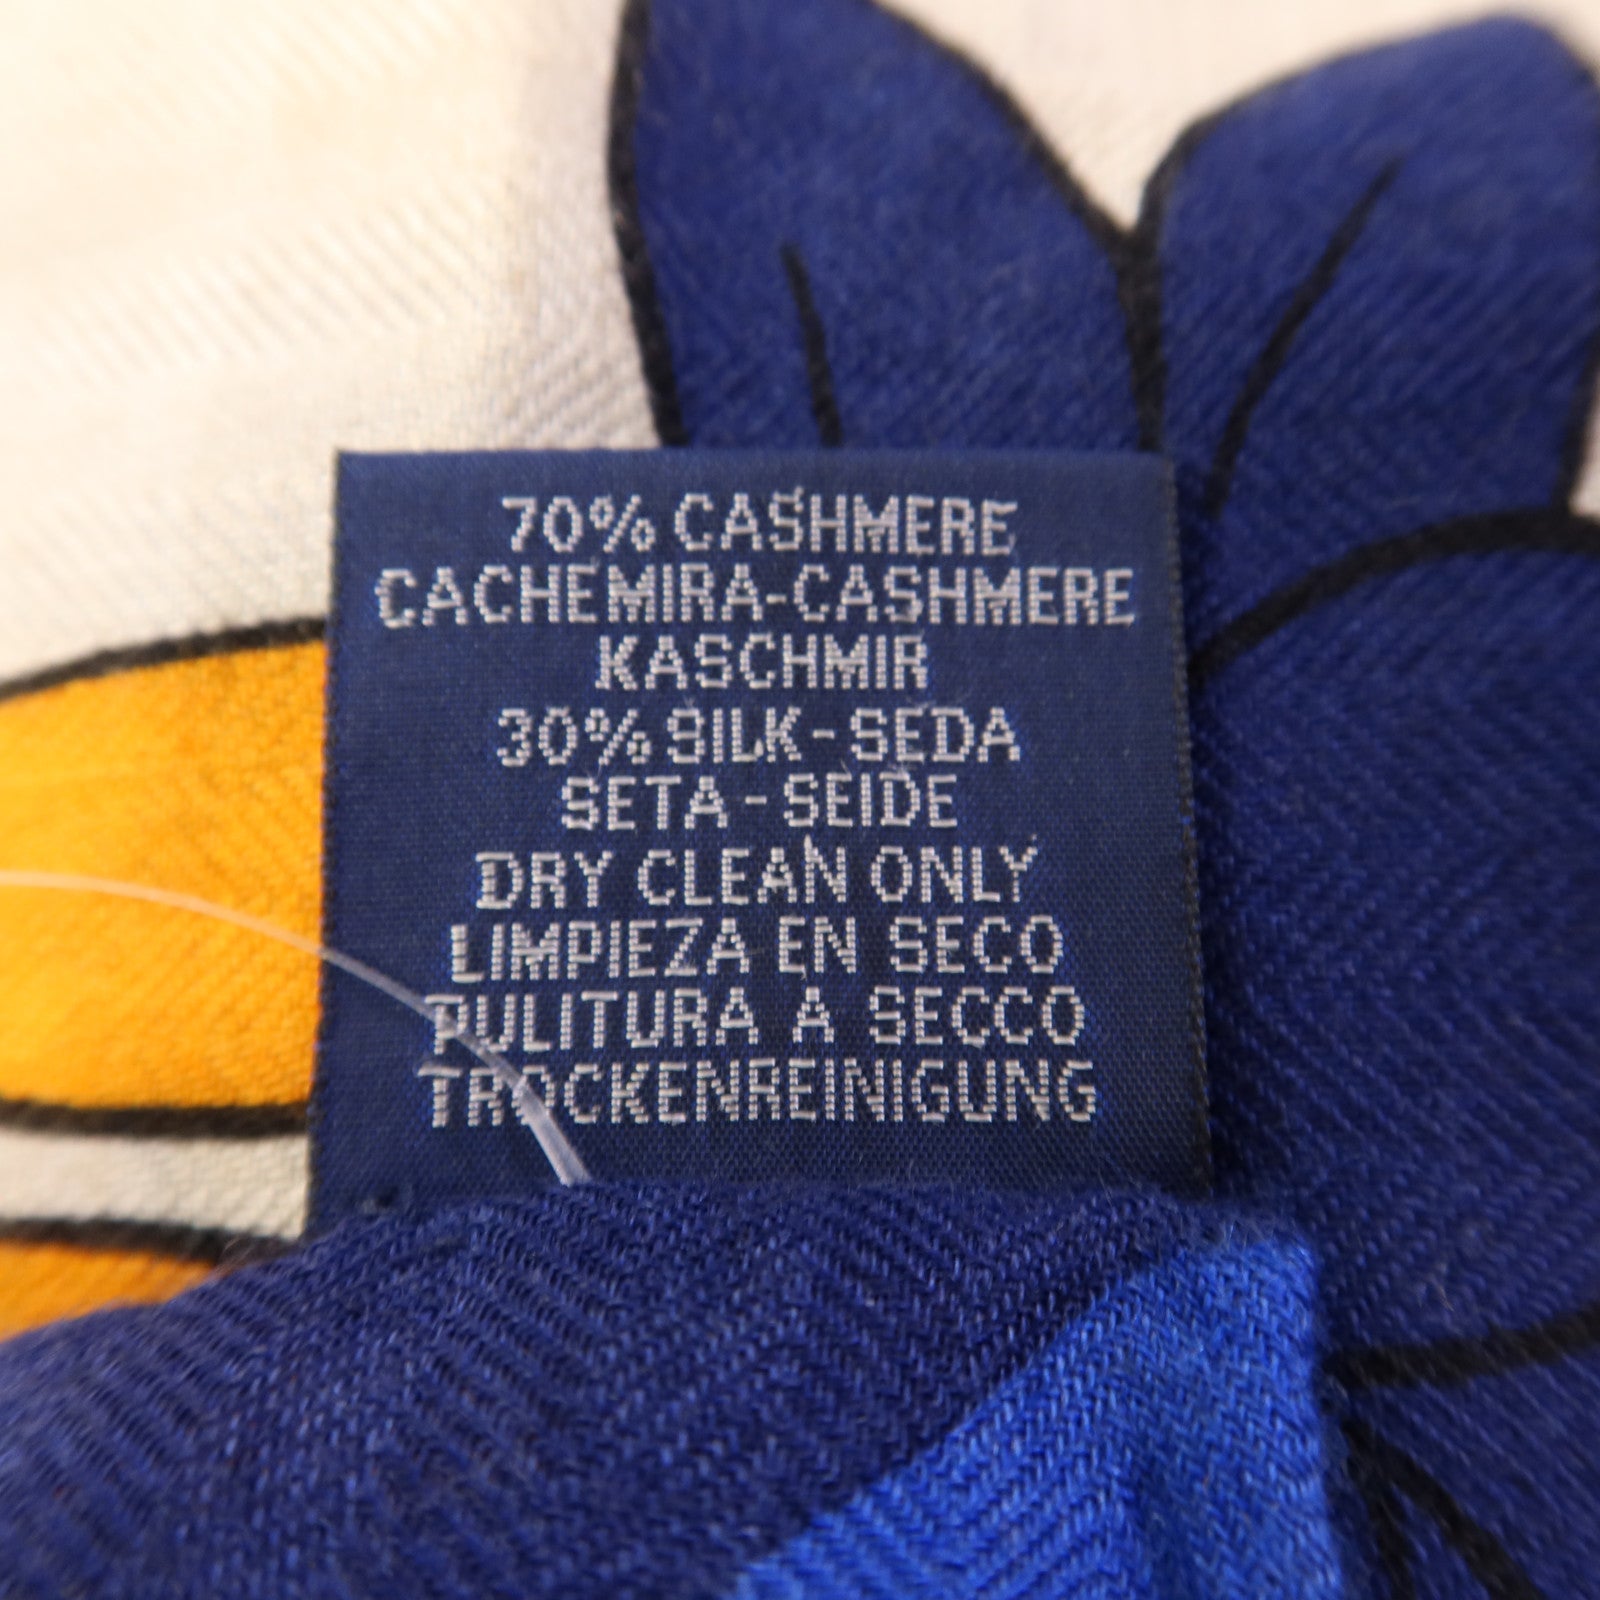 70% CASHMERE
CACHEMIRA-CASHMERE
KASCHMIR
30% SILK-SEDA
SETA-SEIDE
DRY CLEAN ONLY
LIMPIEZA EN SECO
PULITURA A SECCO
TROCKENREINIGUNG